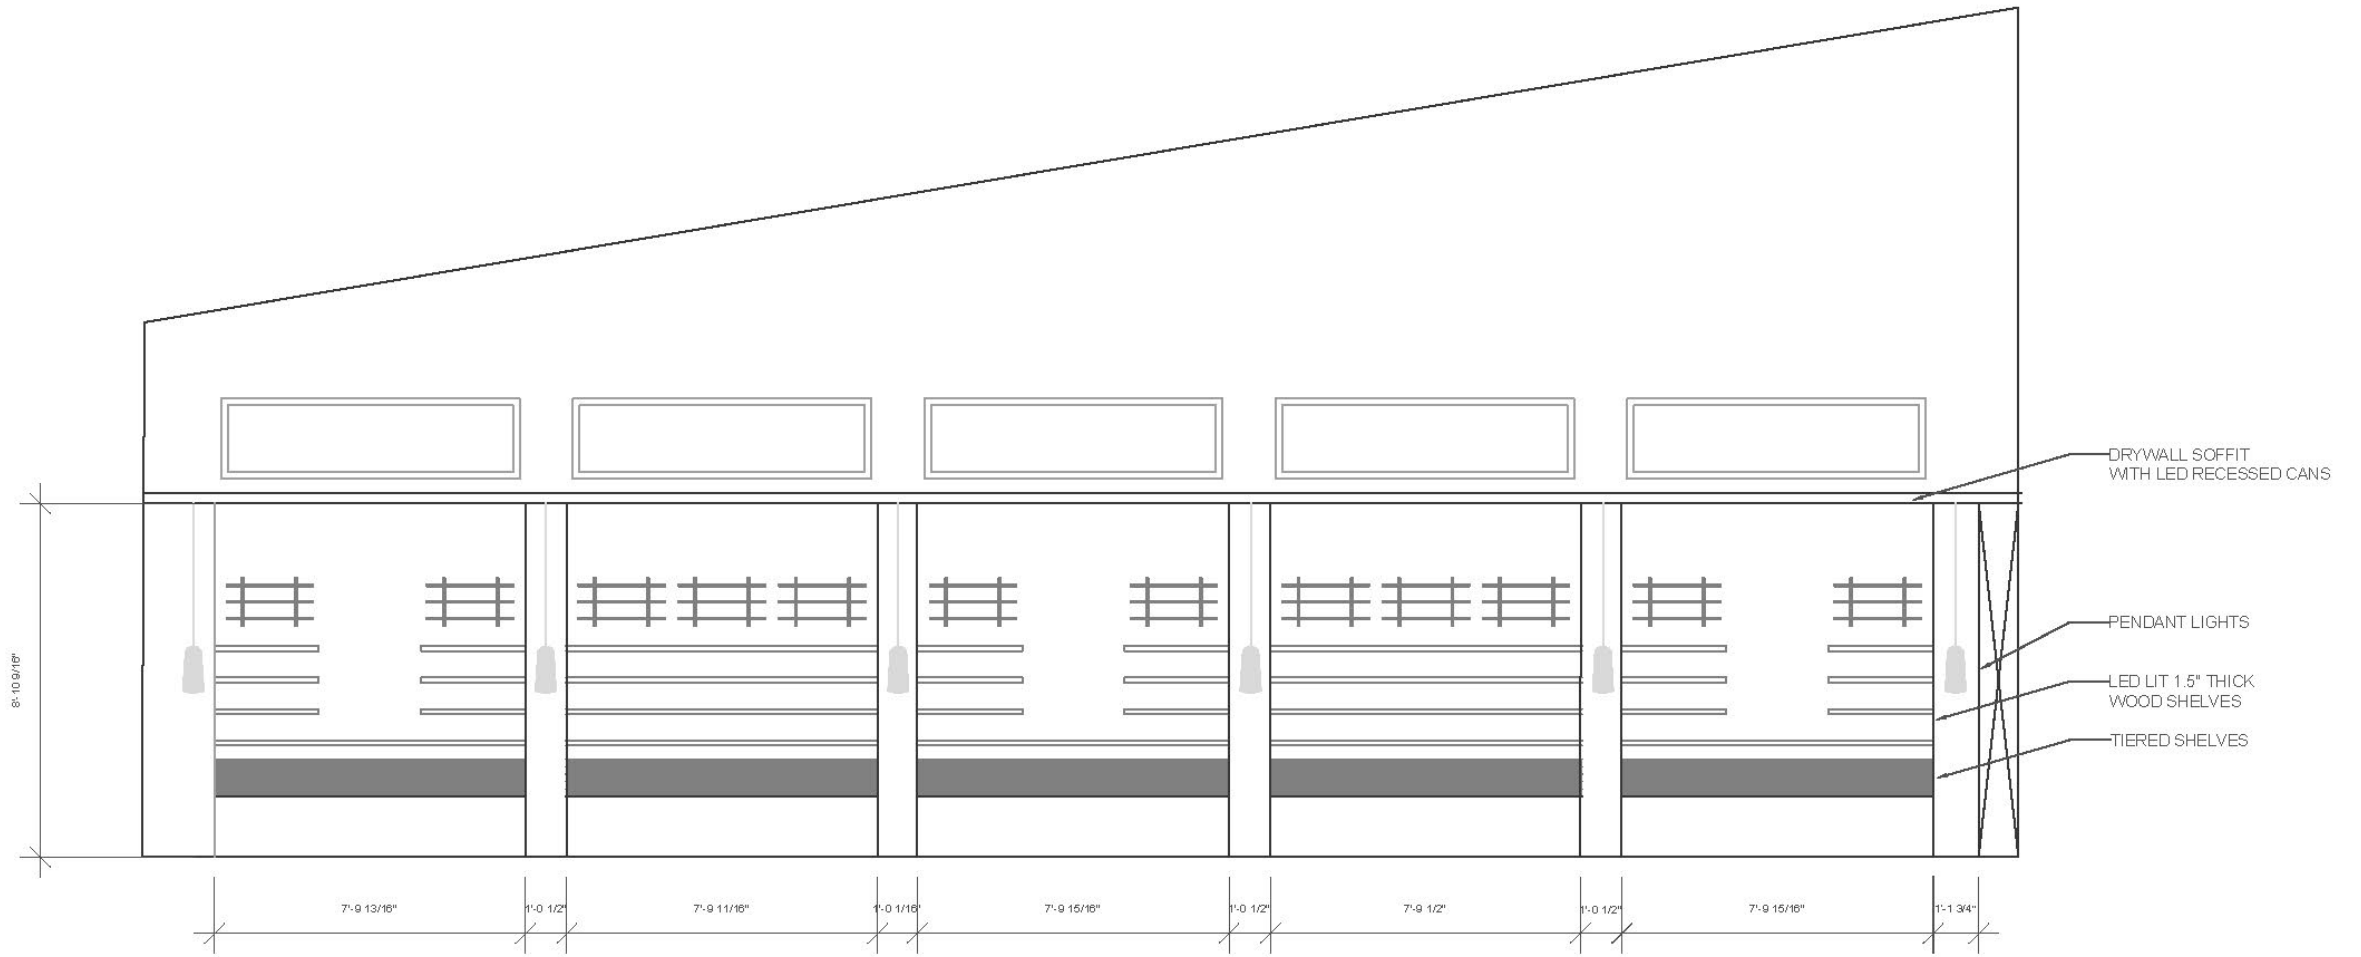 DRYWALL SOFFIT
WITH LED RECESSED CANS
PENDANT LIGHTS
LED LIT 1.5" THICK
WOOD SHELVES
TIERED SHELVES
8'-10 9/16"
7'-9 13/16"
1'-0 1/2"
7'-9 11/16"
1'-0 1/16"
7'-9 15/16"
1'-0 1/2"
7'-9 1/2"
1'-0 1/2"
7'-9 15/16"
1'-1 3/4"